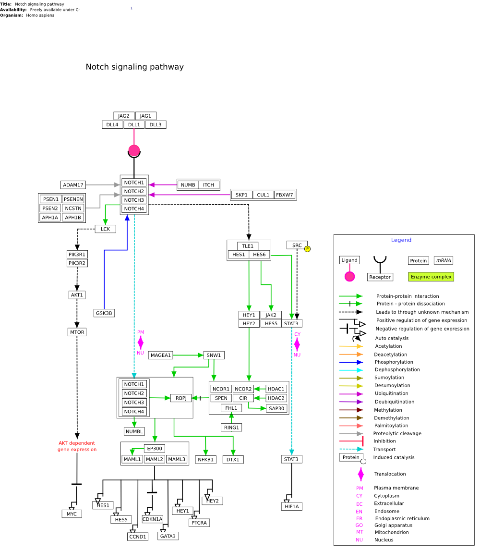 Title: Notch signaling pathway
Availability: Freely available under 0
Organism: Homo sapiens
Notch signaling pathway
JAG2 JAG1
DLL4 DLL1 DLL3
ADAM17
NOTCH1
NOTCH2
NOTCH3
NOTCH4
NUMB ITCH
PSEN1 PSENEN
PSEN2 NCSTN
APH1A APH1B
SKP1 CUL1 FBXW7
LCK
PIK3R1
PIK3R2
TLE1
HES1 HES6
SRC
P
AKT1
GSK3B
HEY1 JAK2
HEY2 HES5 STAT3
MTOR
PM
NU
CY
NU
MAGEA1
SNW1
NOTCH1
NOTCH2
NOTCH3
NOTCH4
RBPJ
NCOR1 NCOR2 HDAC1
SPEN CIR HDAC2
FHL1 SAP30
NUMB
RING1
AKT dependent
gene expression
EP300
MAML1 MAML2 MAML3
NFKB1 UTX1
STAT3
MYC
HES1
HES5
CCND1
CDKN1A
GATA3
HEY1
PTCRA
HEY2
HIF1A
Legend
Ligand
Receptor
Protein
mRNA
Enzyme complex
Protein-protein interaction
Protein - protein dissociation
Leads to through unknown mechanism
Positive regulation of gene expression
Negative regulation of gene expression
Auto catalysis
Acetylation
Deacetylation
Phosphorylation
Dephosphorylation
Sumoylation
Desumoylation
Ubiquitination
Deubiquitination
Methylation
Demethylation
Palmitoylation
Proteolytic cleavage
Inhibition
Transport
Protein
Induced catalysis
Translocation
PM Plasma membrane
CY Cytoplasm
EC Extracellular
EN Endosome
ER Endoplasmic reticulum
GO Golgi apparatus
MT Mitochondrion
NU Nucleus